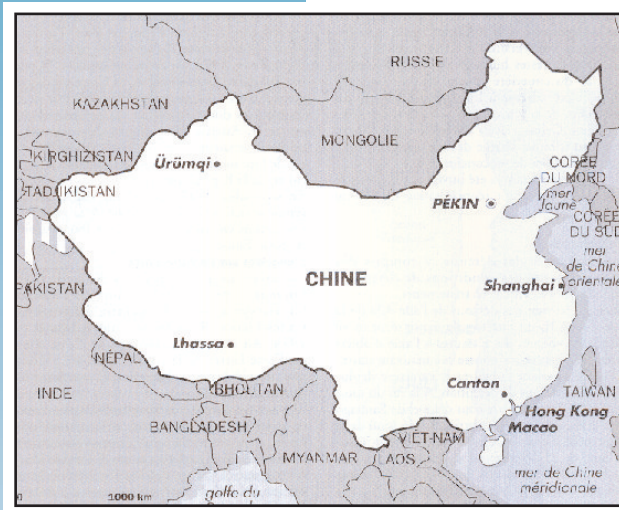 RUSSIE
KAZAKHSTAN
MONGOLIE
KIRGHIZISTAN
Ürümqi
CORÉE
DU NORD
TADJIKISTAN
mer
Jaune
PÉKIN
CORÉE
DU SUD
mer
de Chine
orientale
CHINE
Shanghai
PAKISTAN
Lhassa
NÉPAL
INDE
BHOUTAN
Canton
TAIWAN
Hong Kong
Macao
BANGLADESH
VIÊT-NAM
MYANMAR
LAOS
mer de Chine
méridionale
0
1000 km
golfe du